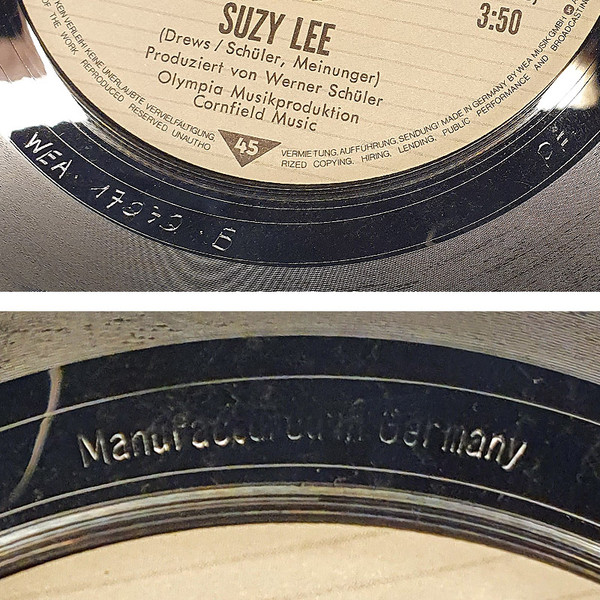 SUZY LEE
3:50
(Drews / Schüler, Meinunger)
Produziert von Werner Schüler
Olympia Musikproduktion
Cornfield Music
KEIN VERLEIH! KEINE UNERLAUBTE VERVIELFÄLTIGUNG,
VERMIETUNG, AUFFÜHRUNG, SENDUNG! MADE IN GERMANY BY WEA MUSIK GMBH
OF THE WORK REPRODUCED RESERVED UNAUTHO
RIZED COPYING, HIRING, LENDING, PUBLIC PERFORMANCE AND BROADCASTING
45
WEA 17979 B
Manufactured in Germany